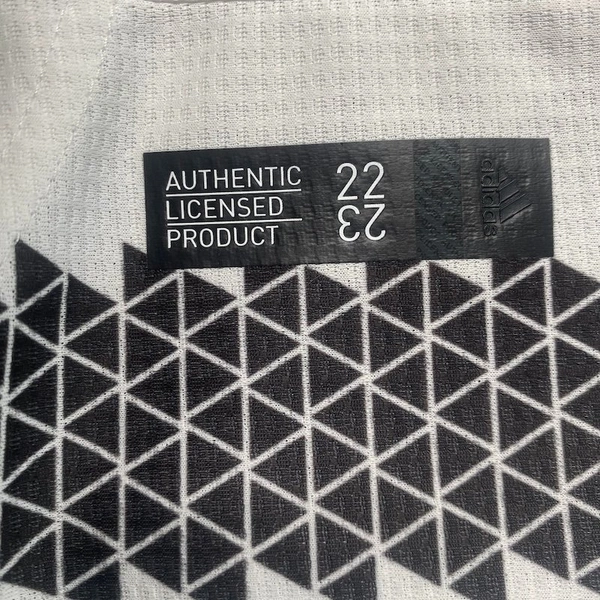 AUTHENTIC
LICENSED
PRODUCT
22
23
adidas